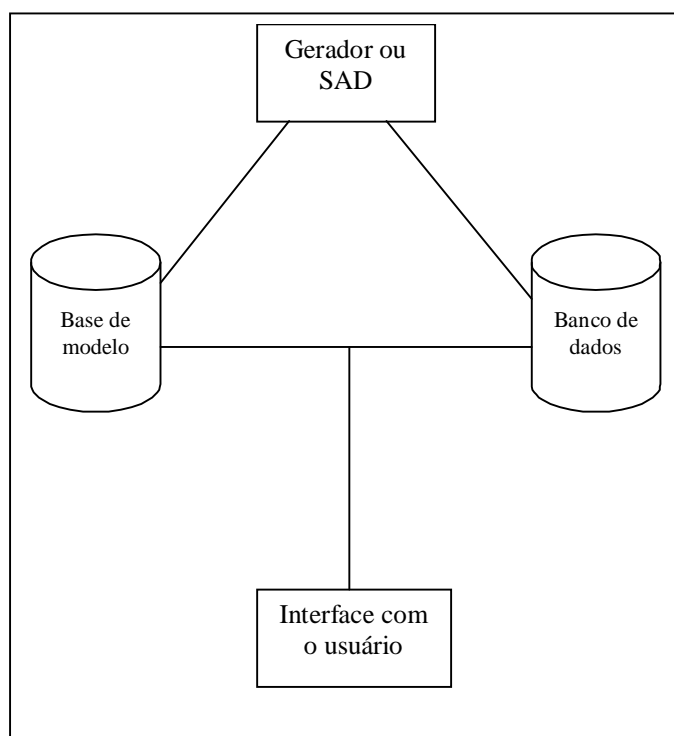 Gerador ou
SAD
Base de
modelo
Banco de
dados
Interface com
o usuário